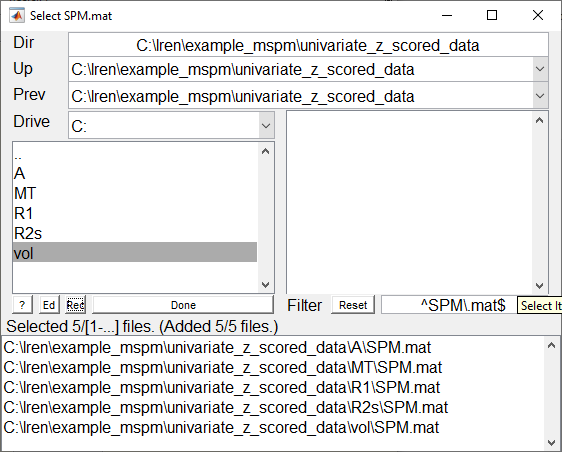 Select SPM.mat
Dir C:\lren\example_mspm\univariate_z_scored_data
Up C:\lren\example_mspm\univariate_z_scored_data
Prev C:\lren\example_mspm\univariate_z_scored_data
Drive C:
..
A
MT
R1
R2s
vol
? Ed Rec Done Filter Reset ^SPM\.mat$ Select It
Selected 5/[1-...] files. (Added 5/5 files.)
C:\lren\example_mspm\univariate_z_scored_data\A\SPM.mat
C:\lren\example_mspm\univariate_z_scored_data\MT\SPM.mat
C:\lren\example_mspm\univariate_z_scored_data\R1\SPM.mat
C:\lren\example_mspm\univariate_z_scored_data\R2s\SPM.mat
C:\lren\example_mspm\univariate_z_scored_data\vol\SPM.mat